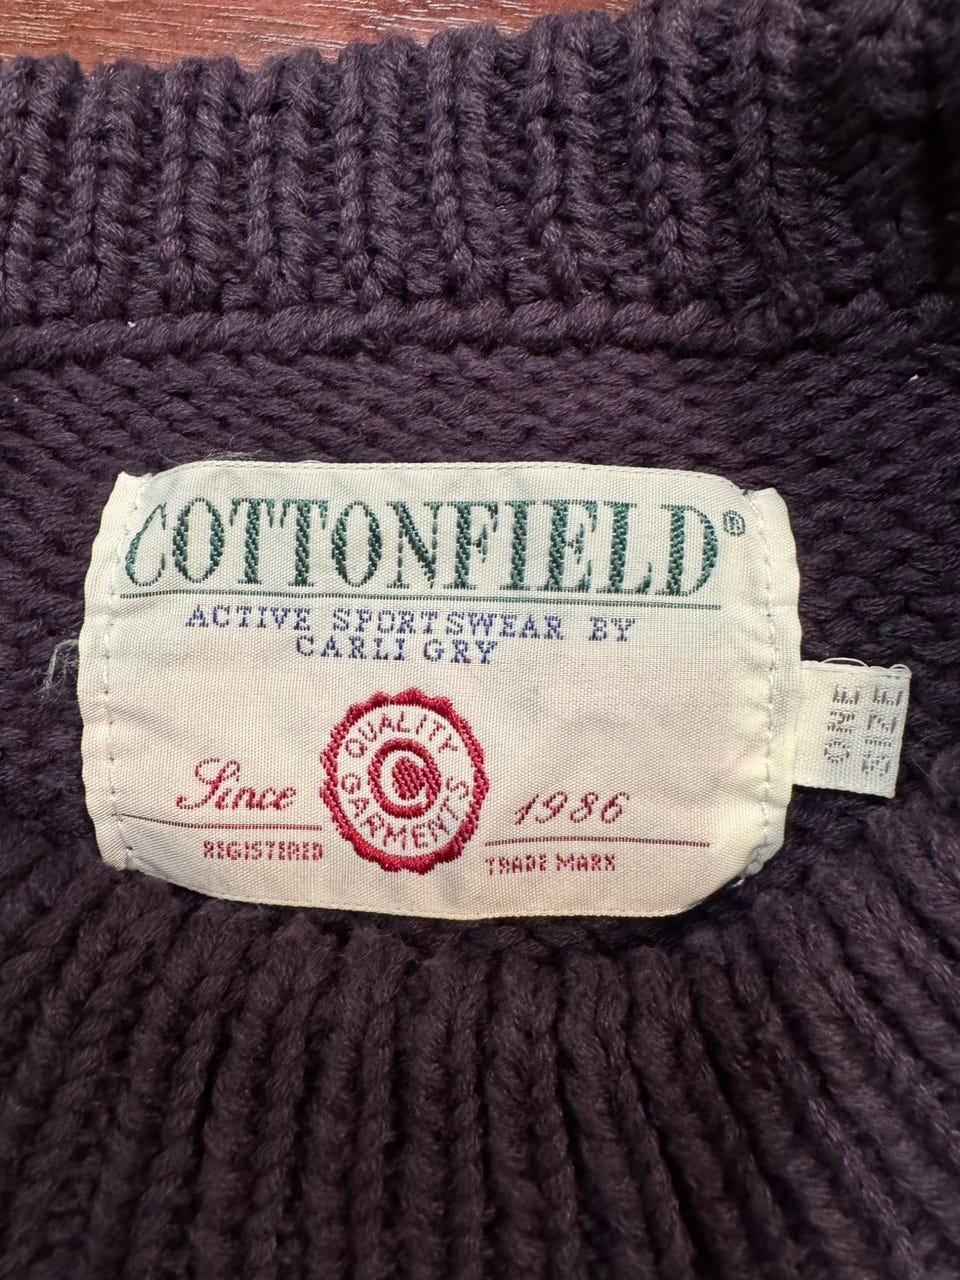 COTTONFIELD®
ACTIVE SPORTSWEAR BY
CARLI GRY
QUALITY
C
GARMENTS
Since 1986
REGISTERED TRADE MARK
ONE
SIZE